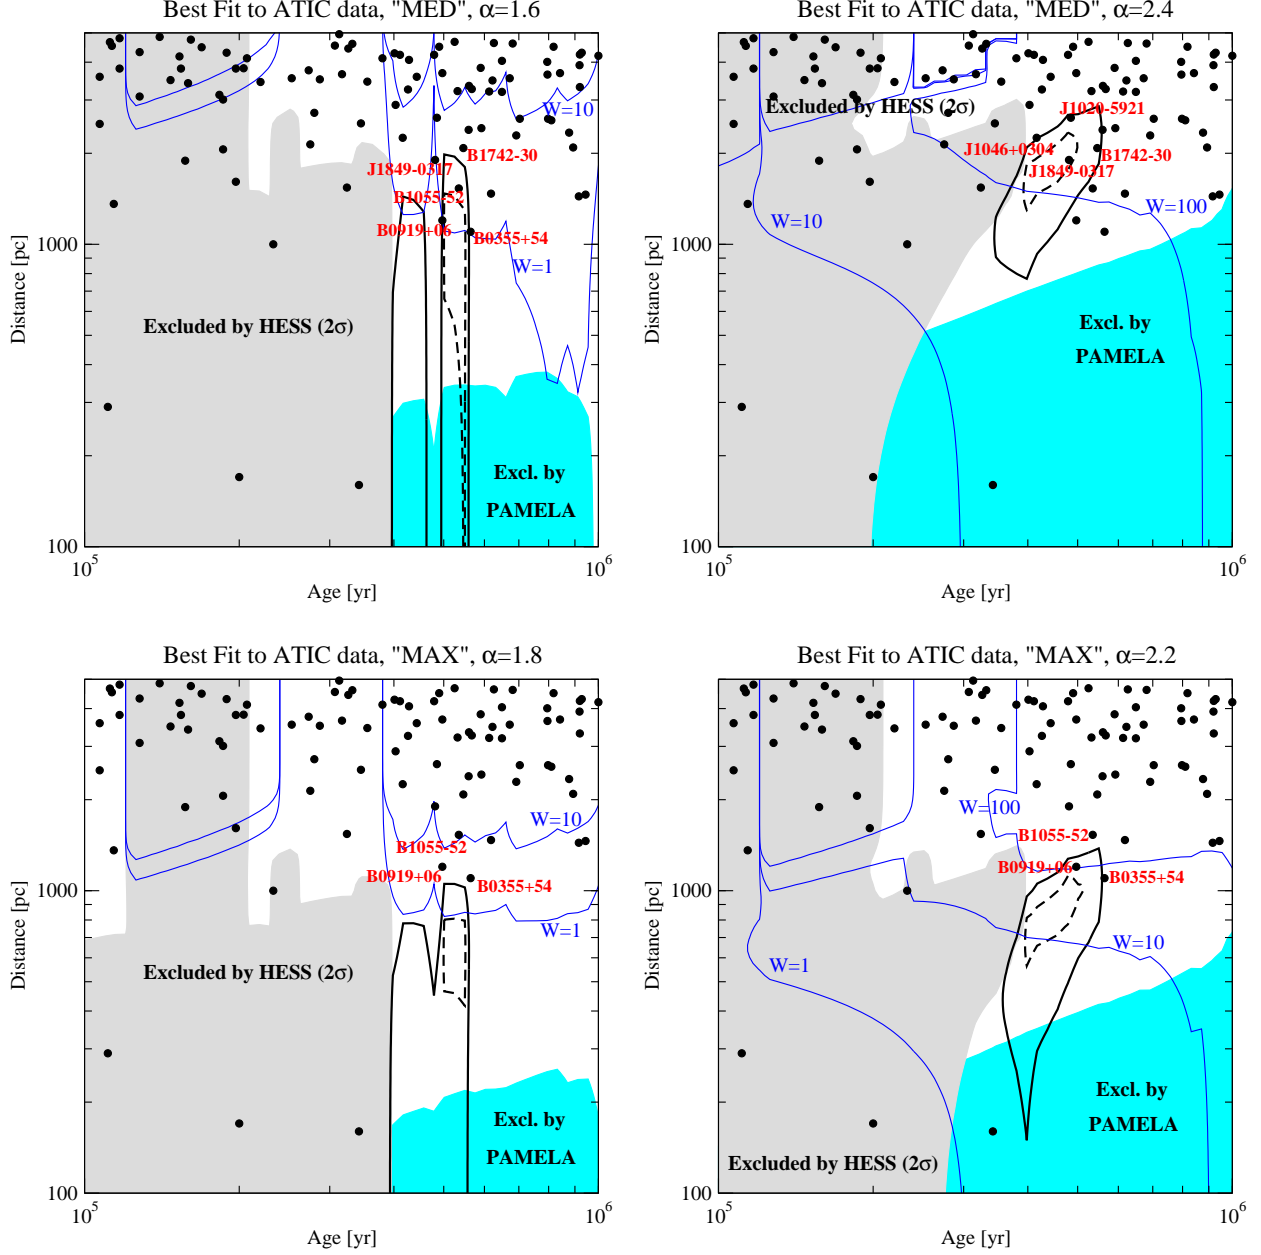 Best Fit to ATIC data, "MED", α=1.6
Distance [pc]
1000
100
W=10
J1849-0317
B1742-30
B1055-52
B0919+06
B0355+54
W=1
Excluded by HESS (2σ)
Excl. by
PAMELA
10^5
10^6
Age [yr]
Best Fit to ATIC data, "MED", α=2.4
Distance [pc]
1000
100
Excluded by HESS (2σ)
J1020-5921
J1046+0304
B1742-30
J1849-0317
W=100
W=10
Excl. by
PAMELA
10^5
10^6
Age [yr]
Best Fit to ATIC data, "MAX", α=1.8
Distance [pc]
1000
100
W=10
B1055-52
B0919+06
B0355+54
W=1
Excluded by HESS (2σ)
Excl. by
PAMELA
10^5
10^6
Age [yr]
Best Fit to ATIC data, "MAX", α=2.2
Distance [pc]
1000
100
W=100
B1055-52
B0919+06
B0355+54
W=10
W=1
Excl. by
PAMELA
Excluded by HESS (2σ)
10^5
10^6
Age [yr]